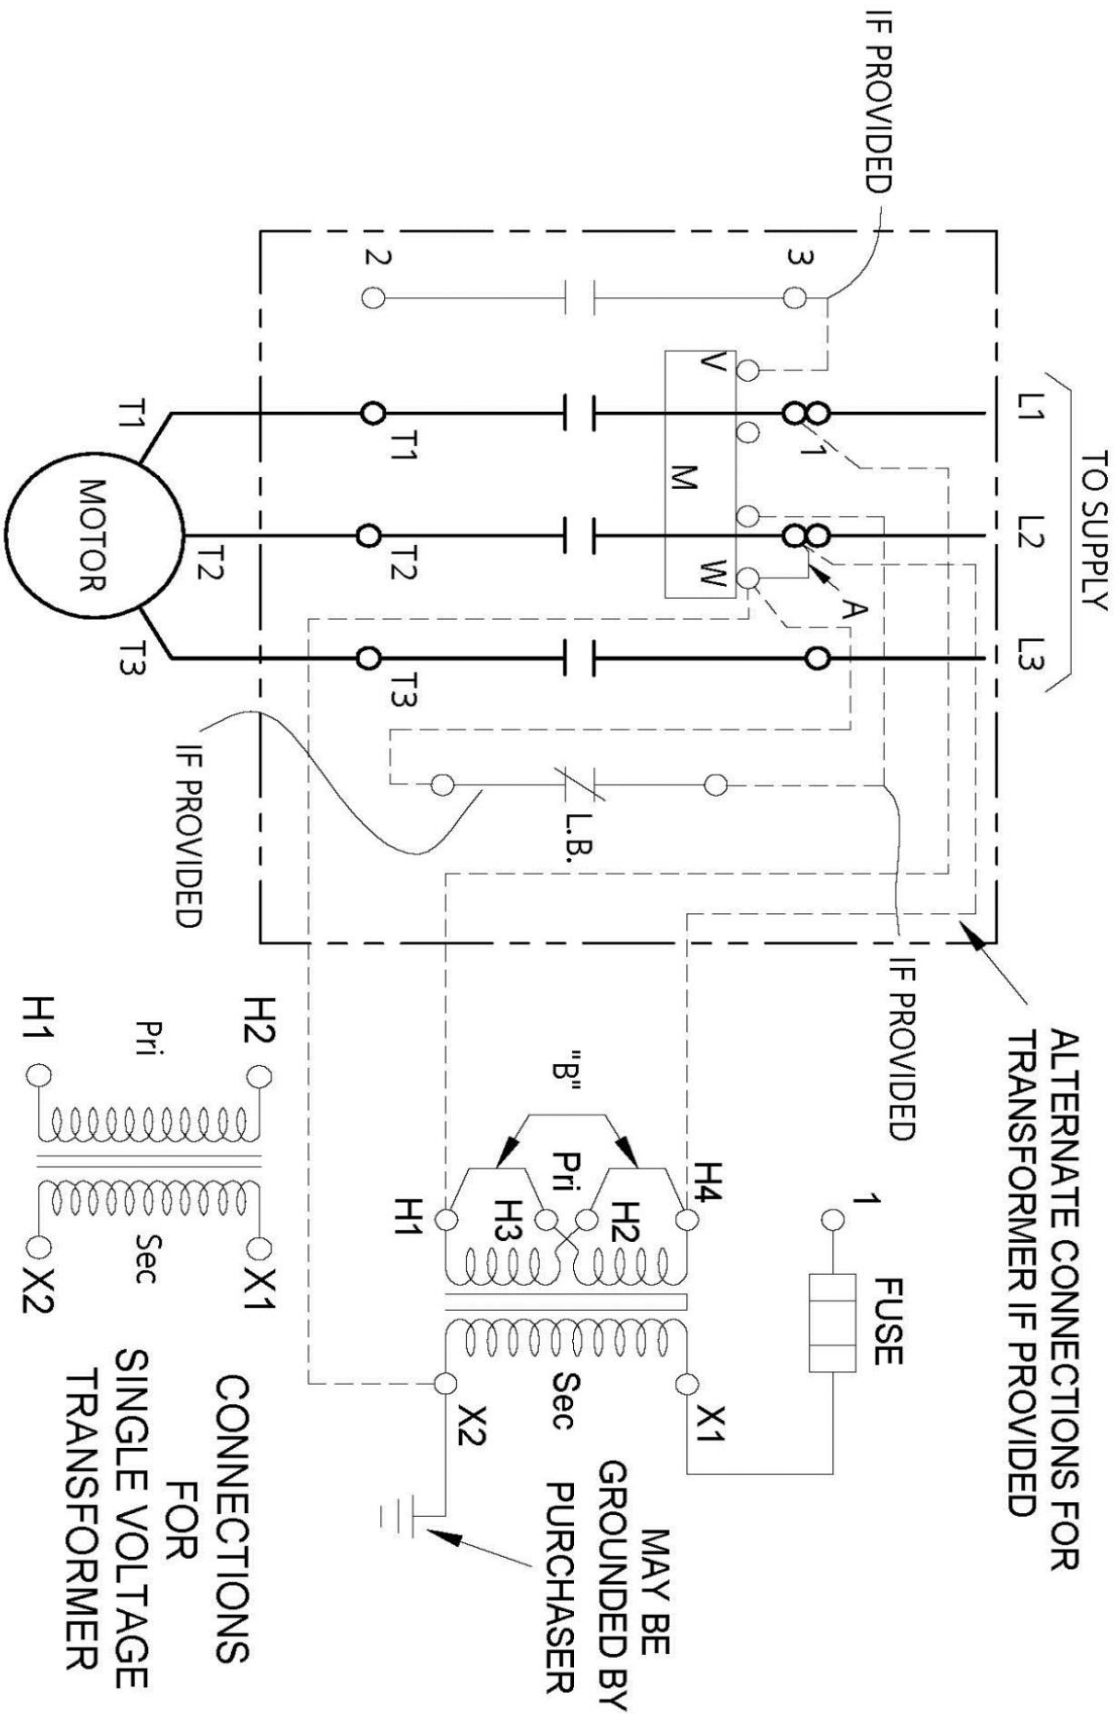 TO SUPPLY
L1
L2
L3
IF PROVIDED
3
2
V
M
W
1
A
T1
T2
T3
T1
T2
T3
MOTOR
L.B.
IF PROVIDED
IF PROVIDED
ALTERNATE CONNECTIONS FOR
TRANSFORMER IF PROVIDED
1
FUSE
H4
H2
H3
H1
"B"
Pri
Sec
X1
X2
MAY BE
GROUNDED BY
PURCHASER
H2
H1
Pri
Sec
X1
X2
CONNECTIONS
FOR
SINGLE VOLTAGE
TRANSFORMER